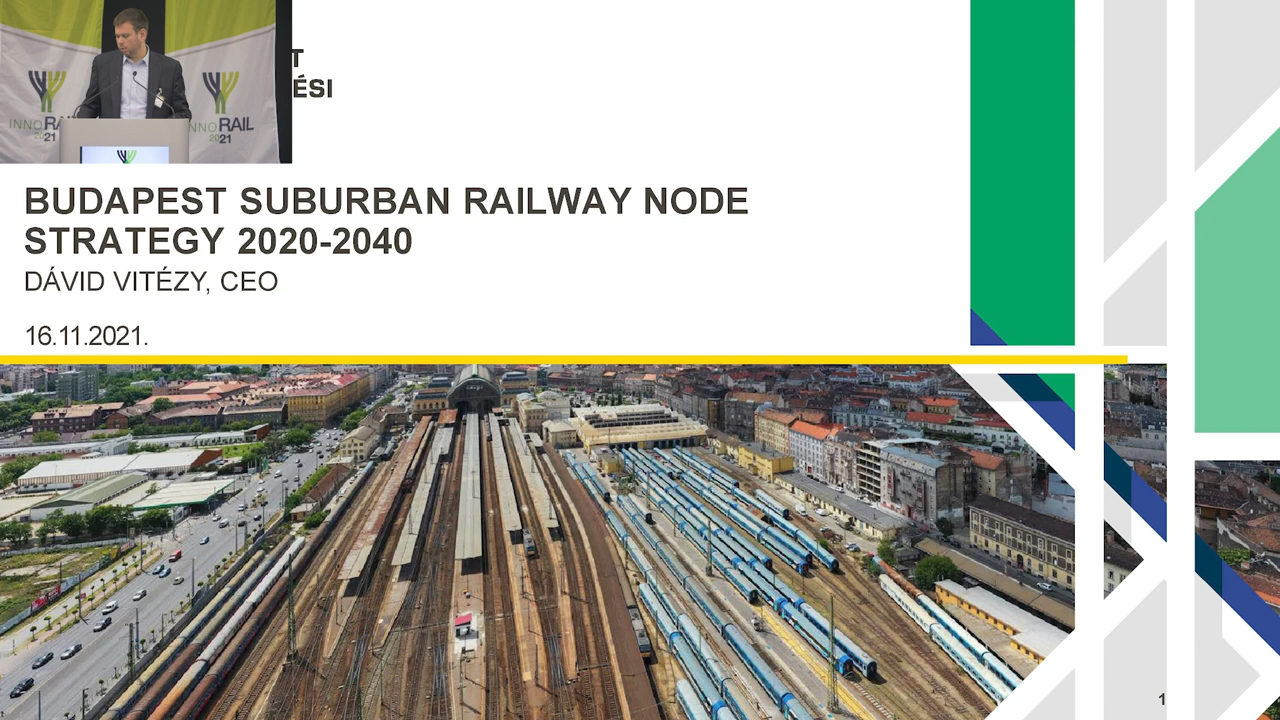 T
ÉSI
INNORAIL
2021
INNORAIL
2021
BUDAPEST SUBURBAN RAILWAY NODE
STRATEGY 2020-2040
DÁVID VITÉZY, CEO
16.11.2021.
1